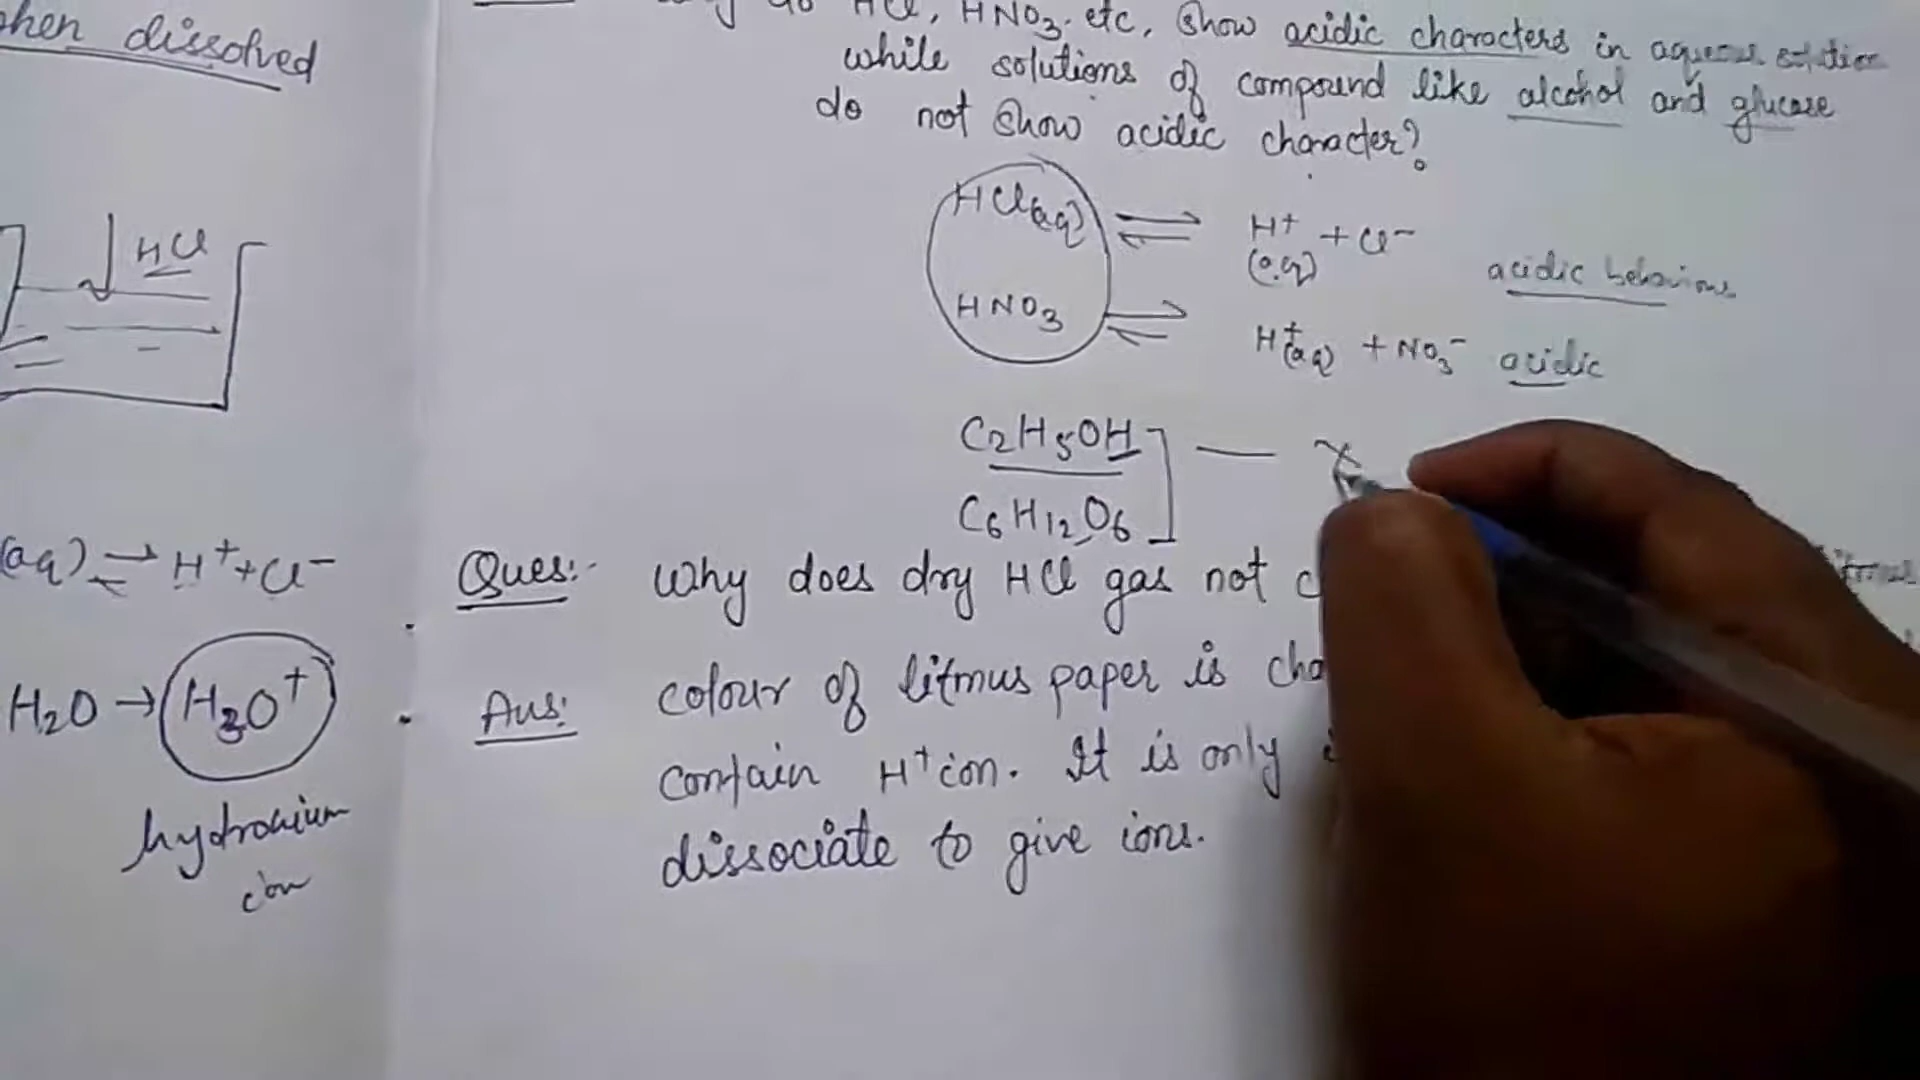 when dissolved
do HCl, HNO3 etc, show acidic characters in aqueous solution
while solutions of compound like alcohol and glucose
do not show acidic character?
HCl
HCl(aq) ⇌ H+(aq) + Cl-
acidic behaviour
HNO3 ⇌ H+(aq) + NO3- acidic
C2H5OH
C6H12O6
(aq) ⇌ H+ + Cl-
H2O → H3O+
hydronium
ion
Ques:- Why does dry HCl gas not
Aus: colour of litmus paper is
contain H+ ion. It is only
dissociate to give ions.